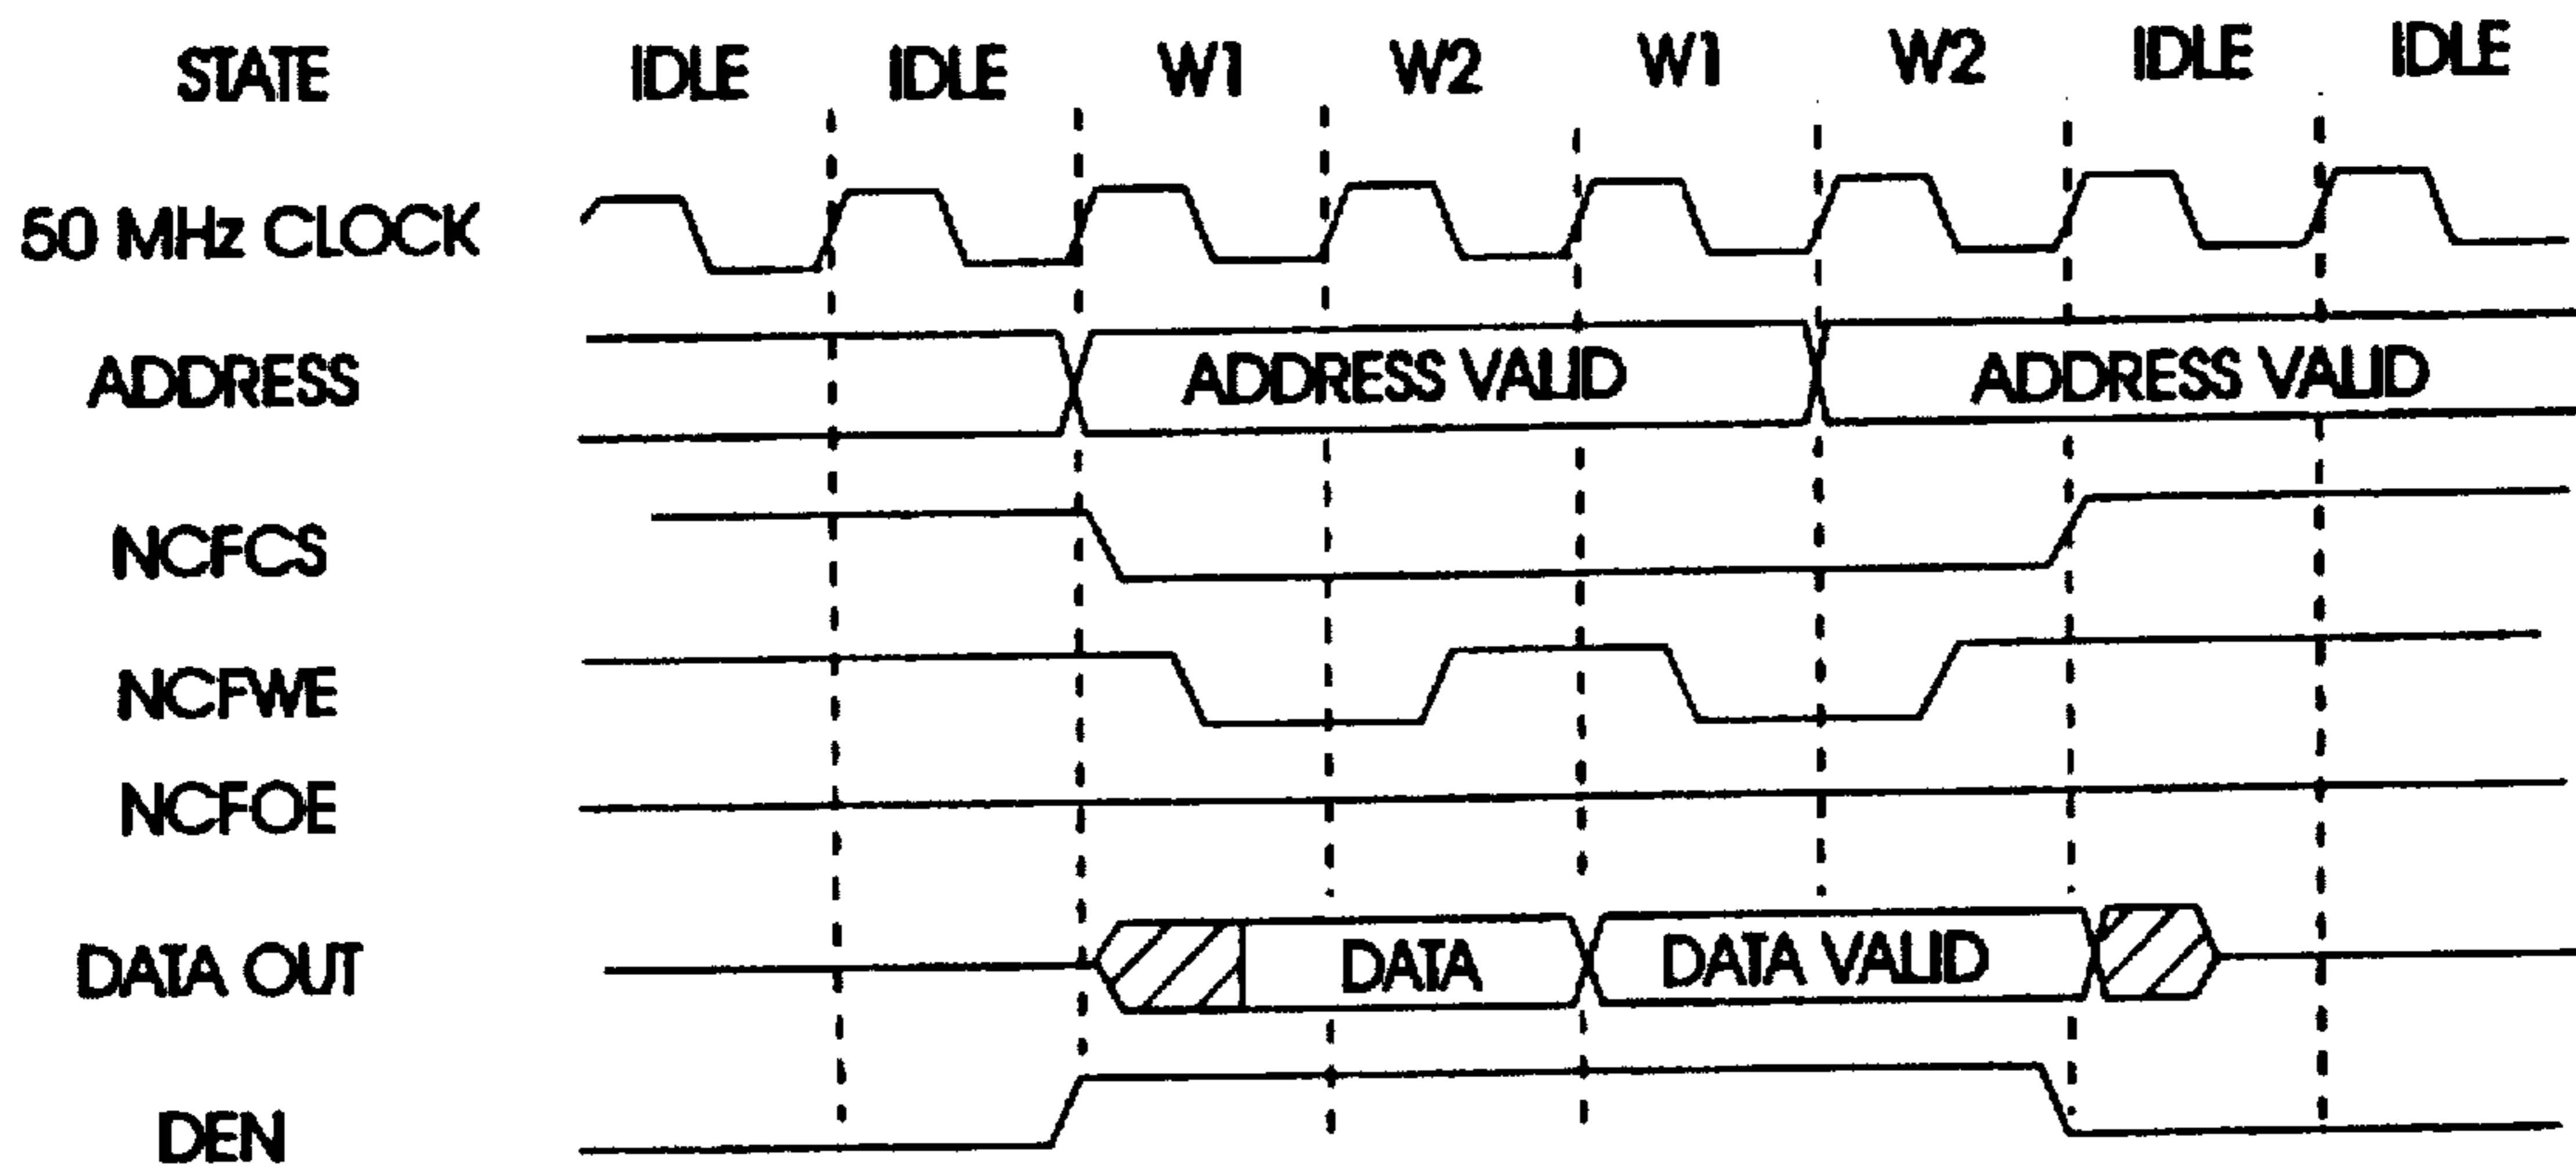 STATE IDLE IDLE W1 W2 W1 W2 IDLE IDLE
50 MHz CLOCK
ADDRESS ADDRESS VALID ADDRESS VALID
NCFCS
NCFWE
NCFOE
DATA OUT DATA DATA VALID
DEN